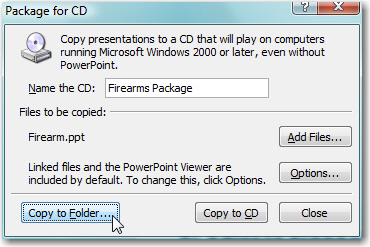 Package for CD
Copy presentations to a CD that will play on computers
running Microsoft Windows 2000 or later, even without
PowerPoint.
Name the CD: Firearms Package
Files to be copied:
Firearm.ppt
Add Files...
Linked files and the PowerPoint Viewer are
included by default. To change this, click Options.
Options...
Copy to Folder... Copy to CD Close